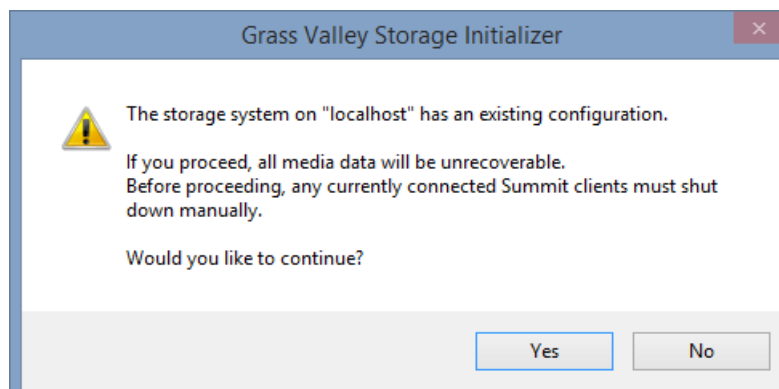 Grass Valley Storage Initializer
The storage system on "localhost" has an existing configuration.
If you proceed, all media data will be unrecoverable.
Before proceeding, any currently connected Summit clients must shut
down manually.
Would you like to continue?
Yes
No